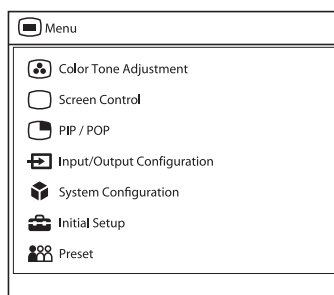 Menu
Color Tone Adjustment
Screen Control
PIP / POP
Input/Output Configuration
System Configuration
Initial Setup
Preset